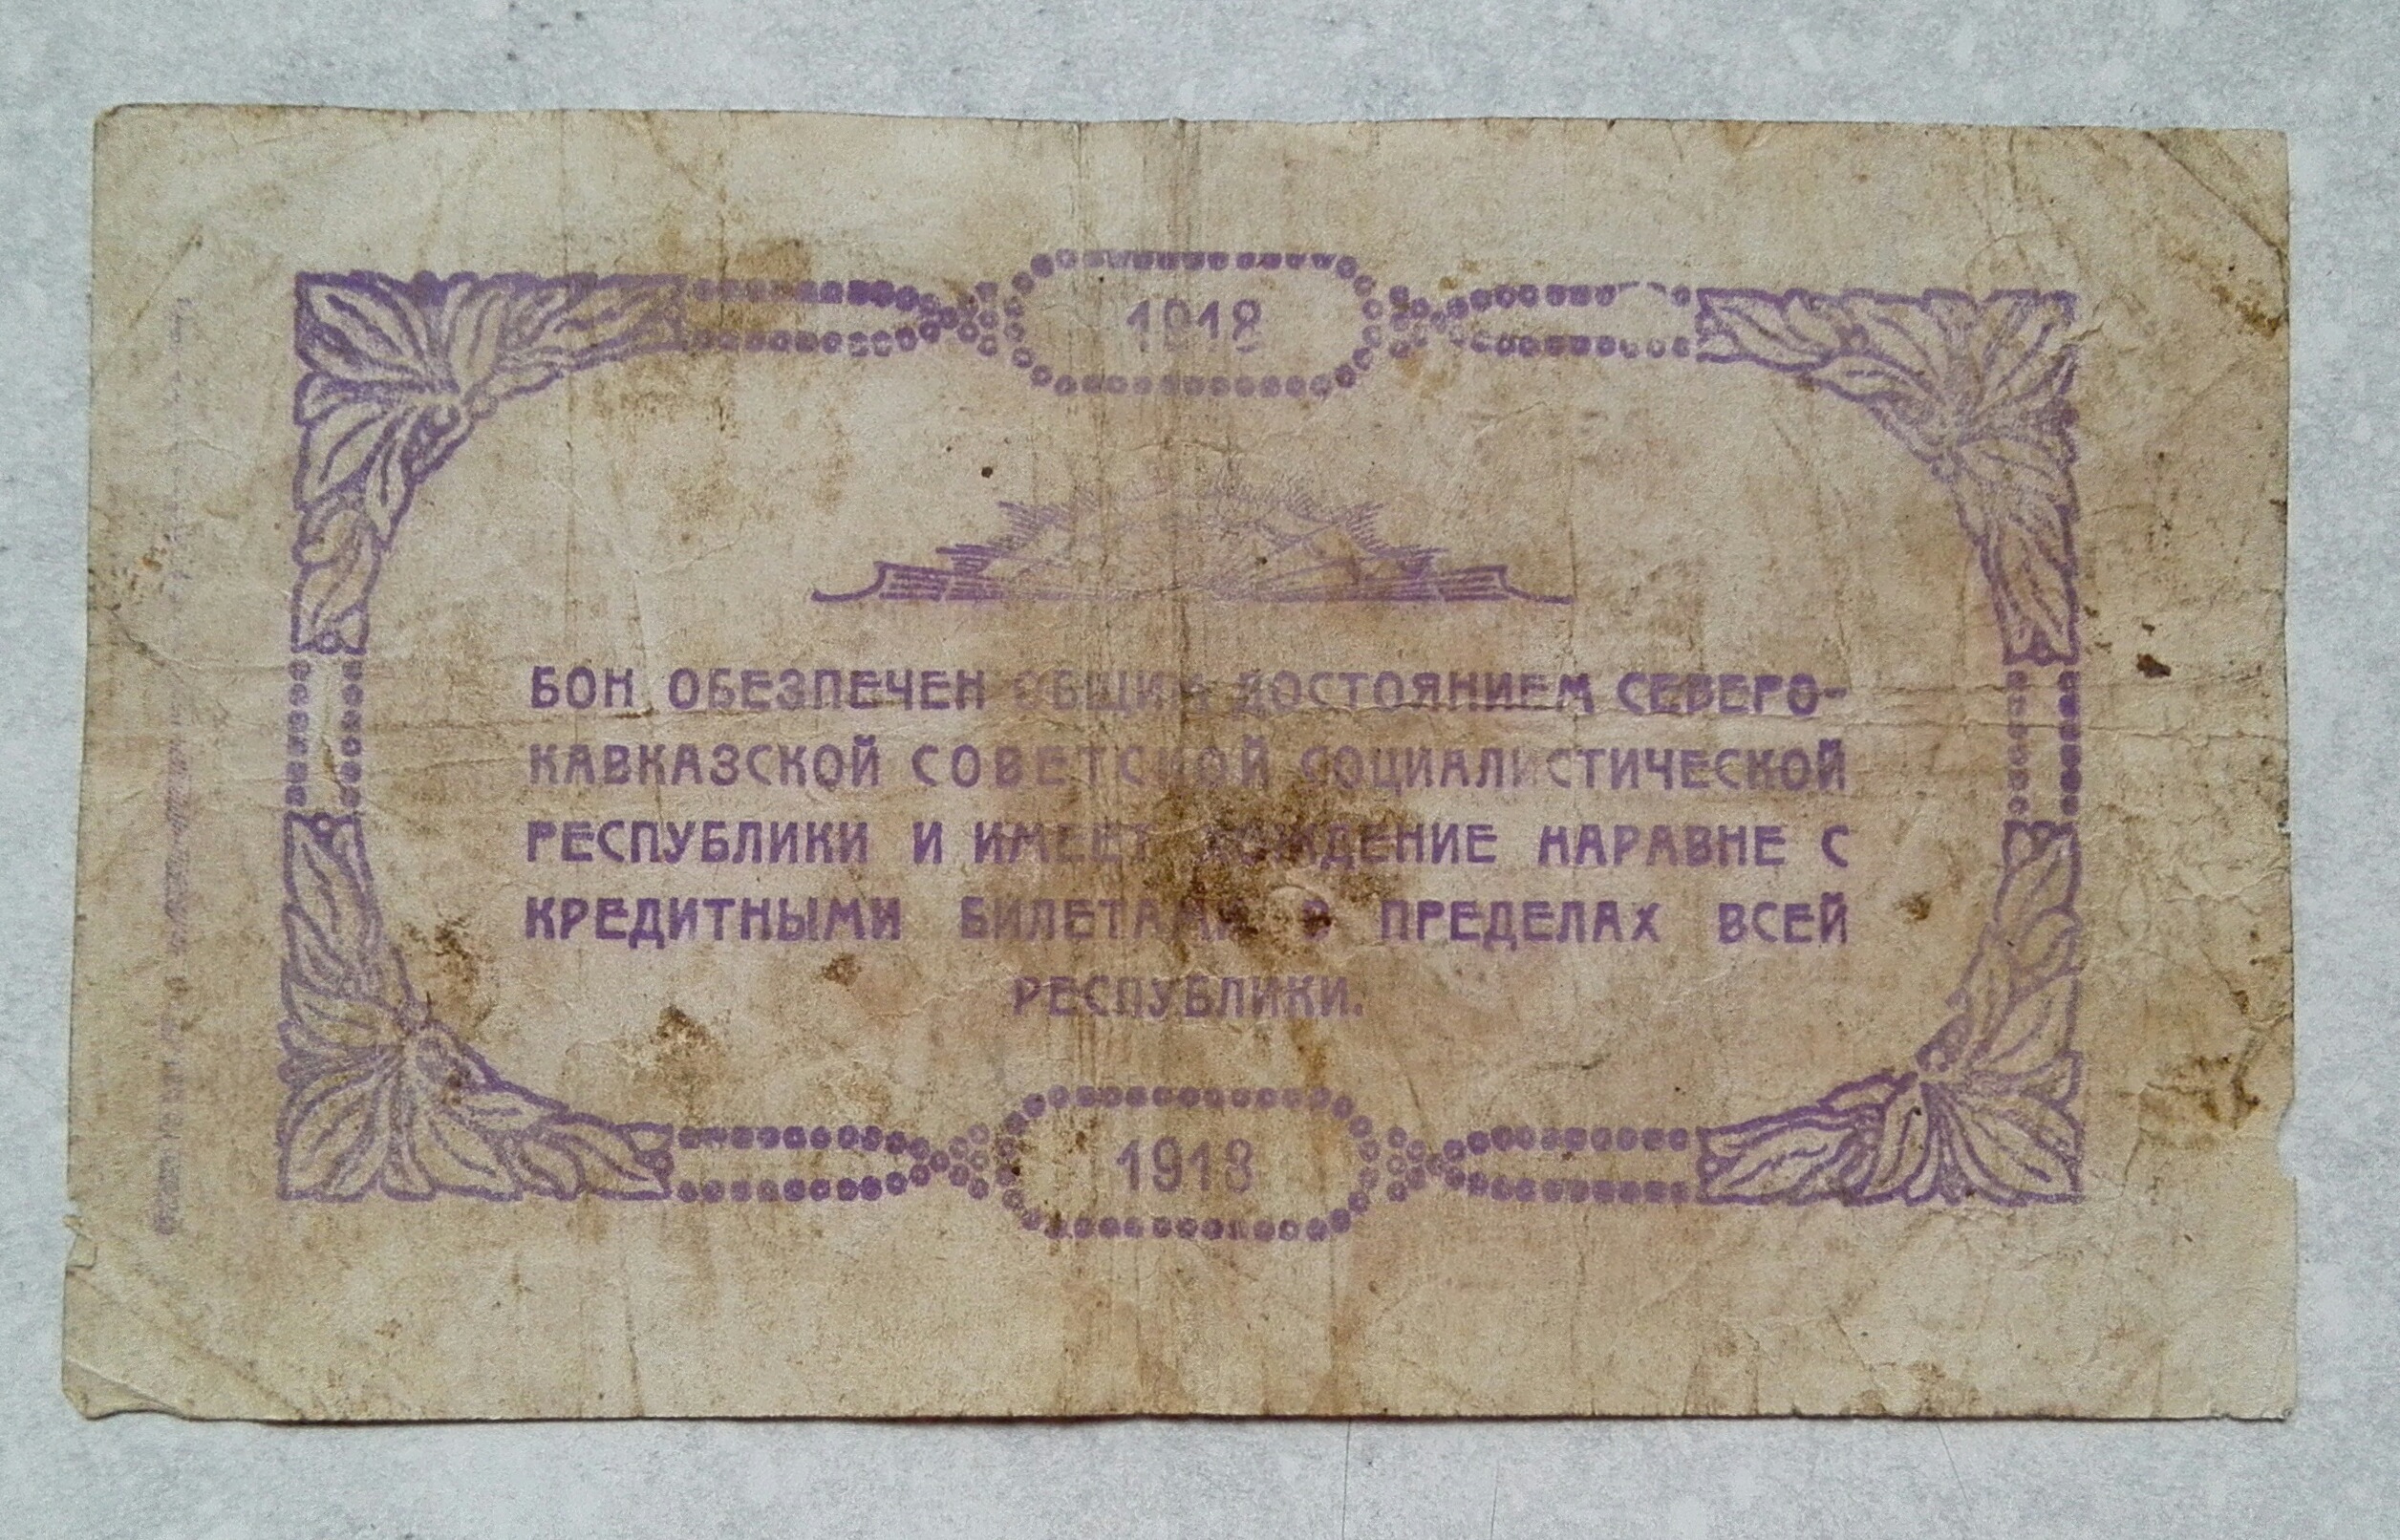 1918
БОН ОБЕЗПЕЧЕН ОБЩИМ ДОСТОЯНИЕМ СЕВЕРО-
КАВКАЗСКОЙ СОВЕТСКОЙ СОЦИАЛИСТИЧЕСКОЙ
РЕСПУБЛИКИ И ИМЕЕТ ХОЖДЕНИЕ НАРАВНЕ С
КРЕДИТНЫМИ БИЛЕТАМИ В ПРЕДЕЛАХ ВСЕЙ
РЕСПУБЛИКИ.
1918